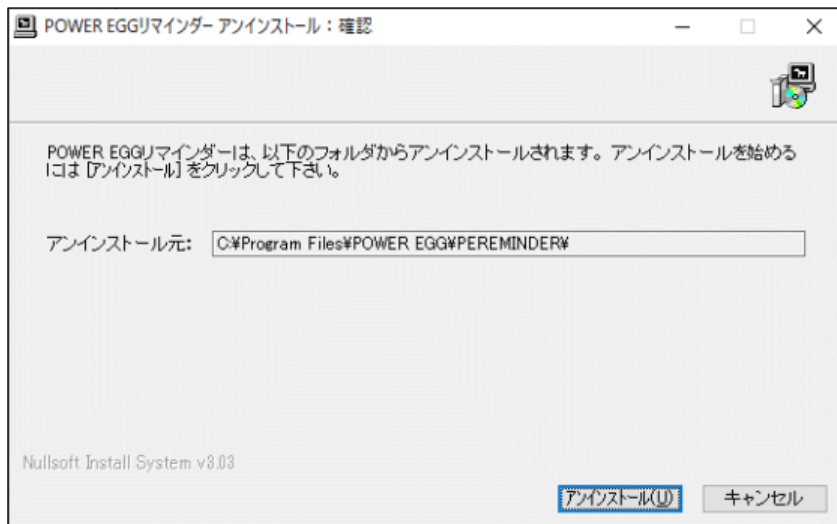 POWER EGGリマインダー アンインストール：確認
POWER EGGリマインダーは、以下のフォルダからアンインストールされます。アンインストールを始める
には [アンインストール] をクリックして下さい。
アンインストール元:
C:¥Program Files¥POWER EGG¥PEREMINDER¥
Nullsoft Install System v3.03
アンインストール(U)
キャンセル